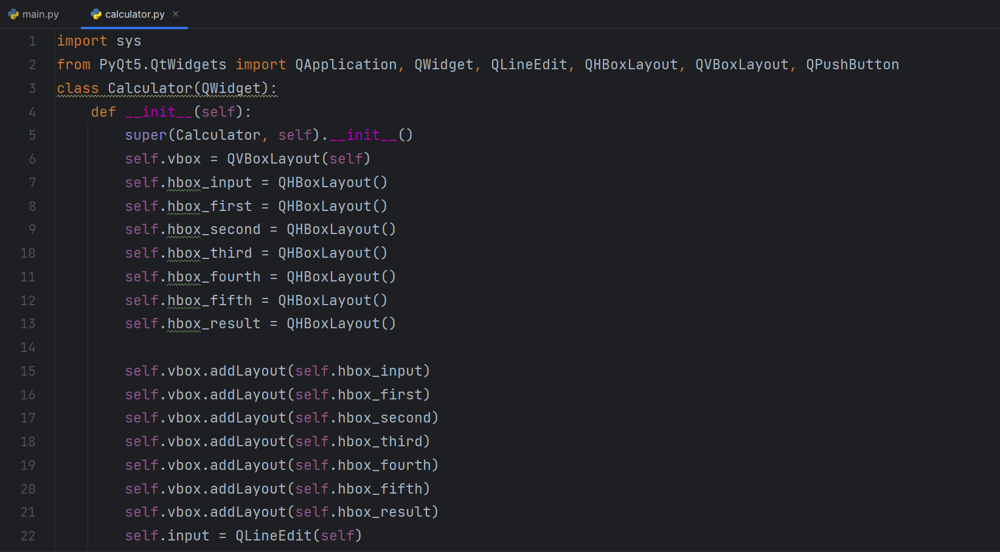 main.py calculator.py
1 import sys
2 from PyQt5.QtWidgets import QApplication, QWidget, QLineEdit, QHBoxLayout, QVBoxLayout, QPushButton
3 class Calculator(QWidget):
4     def __init__(self):
5         super(Calculator, self).__init__()
6         self.vbox = QVBoxLayout(self)
7         self.hbox_input = QHBoxLayout()
8         self.hbox_first = QHBoxLayout()
9         self.hbox_second = QHBoxLayout()
10         self.hbox_third = QHBoxLayout()
11         self.hbox_fourth = QHBoxLayout()
12         self.hbox_fifth = QHBoxLayout()
13         self.hbox_result = QHBoxLayout()
14
15         self.vbox.addLayout(self.hbox_input)
16         self.vbox.addLayout(self.hbox_first)
17         self.vbox.addLayout(self.hbox_second)
18         self.vbox.addLayout(self.hbox_third)
19         self.vbox.addLayout(self.hbox_fourth)
20         self.vbox.addLayout(self.hbox_fifth)
21         self.vbox.addLayout(self.hbox_result)
22         self.input = QLineEdit(self)